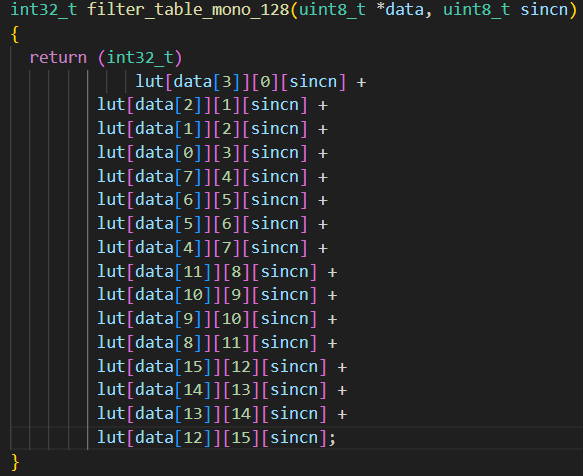 int32_t filter_table_mono_128(uint8_t *data, uint8_t sincn)
{
return (int32_t)
lut[data[3]][0][sincn] +
lut[data[2]][1][sincn] +
lut[data[1]][2][sincn] +
lut[data[0]][3][sincn] +
lut[data[7]][4][sincn] +
lut[data[6]][5][sincn] +
lut[data[5]][6][sincn] +
lut[data[4]][7][sincn] +
lut[data[11]][8][sincn] +
lut[data[10]][9][sincn] +
lut[data[9]][10][sincn] +
lut[data[8]][11][sincn] +
lut[data[15]][12][sincn] +
lut[data[14]][13][sincn] +
lut[data[13]][14][sincn] +
lut[data[12]][15][sincn];
}